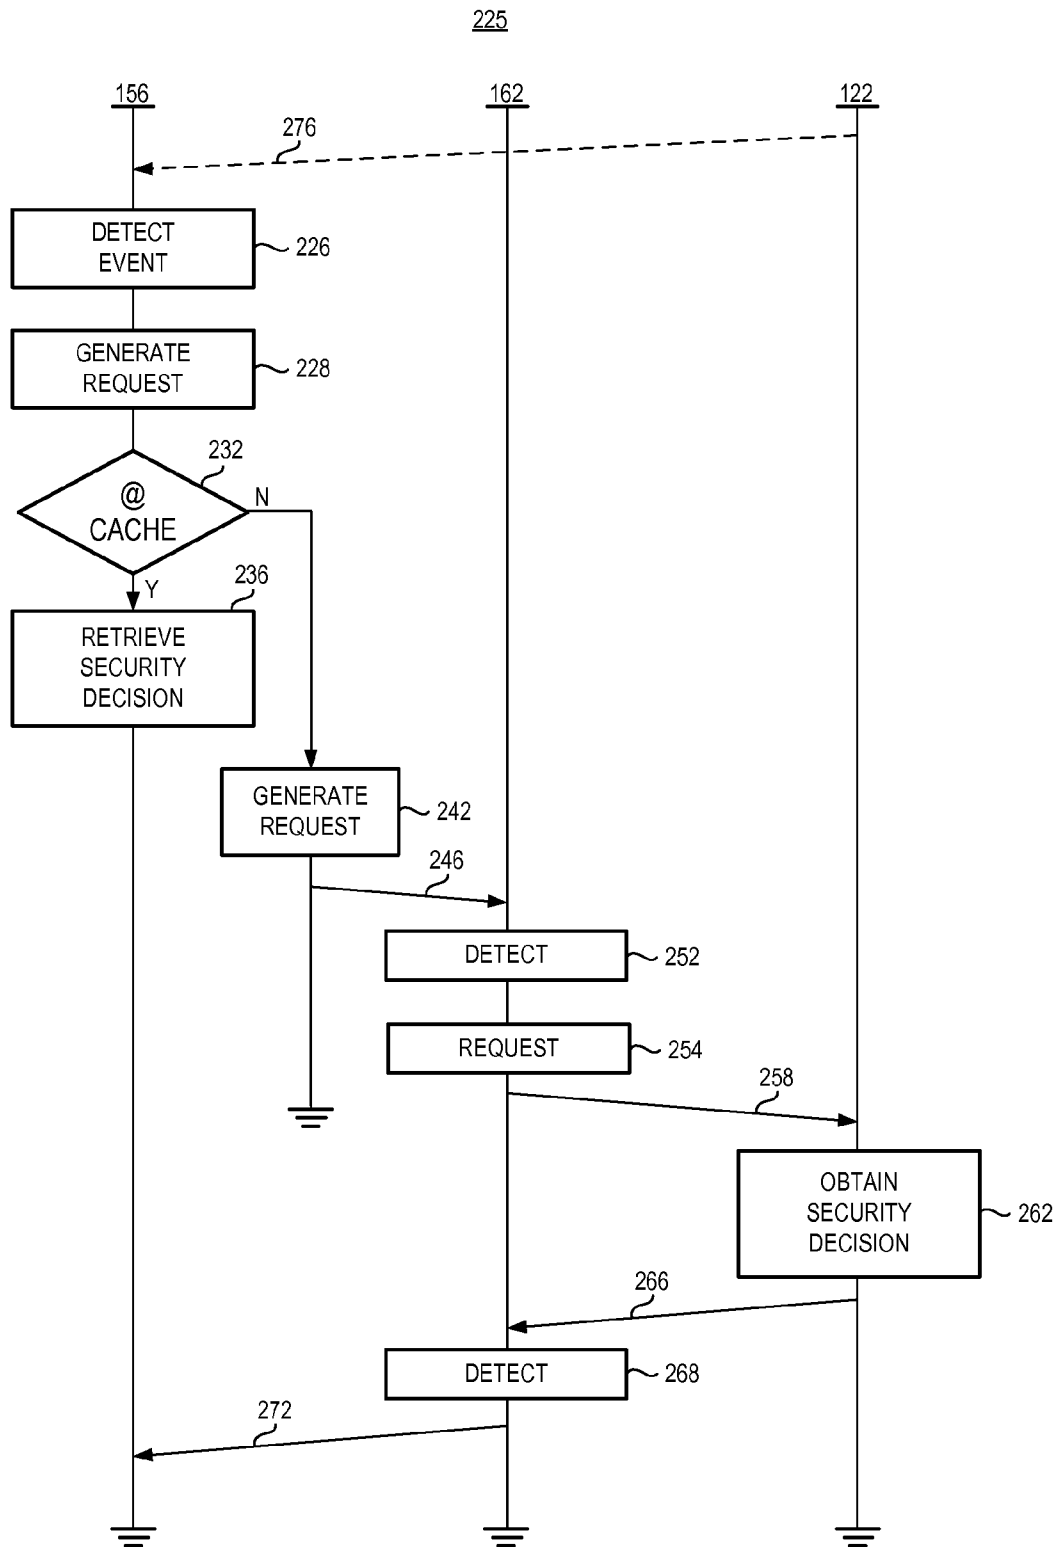 225
156
162
122
276
DETECT
EVENT
226
GENERATE
REQUEST
228
232
@
CACHE
N
Y
236
RETRIEVE
SECURITY
DECISION
GENERATE
REQUEST
242
246
DETECT
252
REQUEST
254
258
OBTAIN
SECURITY
DECISION
262
266
DETECT
268
272